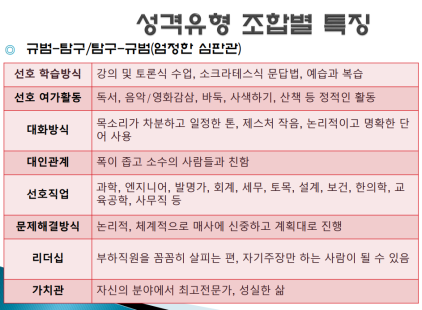 성격유형 조합별 특징
◎ 규범-탐구/탐구-규범(엄정한 심판관)
선호 학습방식 강의 및 토론식 수업, 소크라테스식 문답법, 예습과 복습
선호 여가활동 독서, 음악/영화감상, 바둑, 사색하기, 산책 등 정적인 활동
대화방식 목소리가 차분하고 일정한 톤, 제스처 작음, 논리적이고 명확한 단
어 사용
대인관계 폭이 좁고 소수의 사람들과 친함
선호직업 과학, 엔지니어, 발명가, 회계, 세무, 토목, 설계, 보건, 한의학, 교
육공학, 사무직 등
문제해결방식 논리적, 체계적으로 매사에 신중하고 계획대로 진행
리더십 부하직원을 꼼꼼히 살피는 편, 자기주장만 하는 사람이 될 수 있음
가치관 자신의 분야에서 최고전문가, 성실한 삶